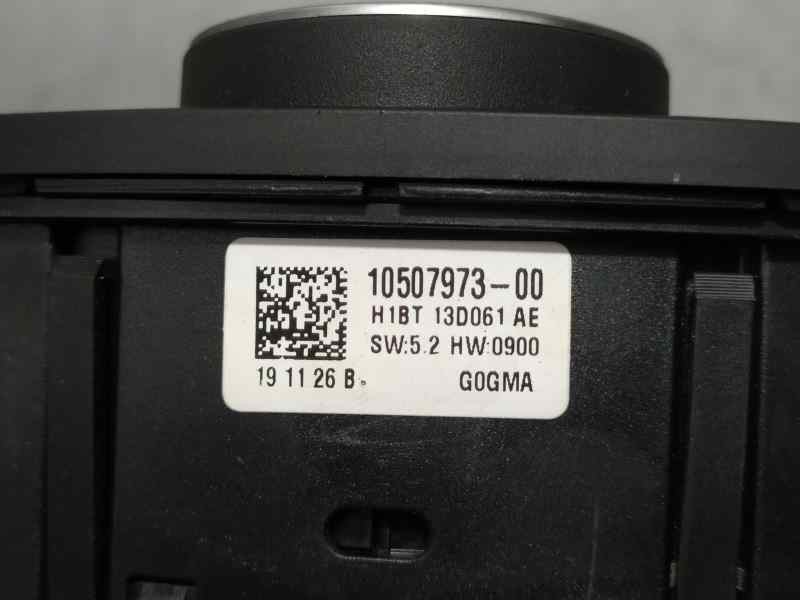 10507973-00
H1BT 13D061 AE
SW:5.2 HW:0900
19 11 26 B. G0GMA